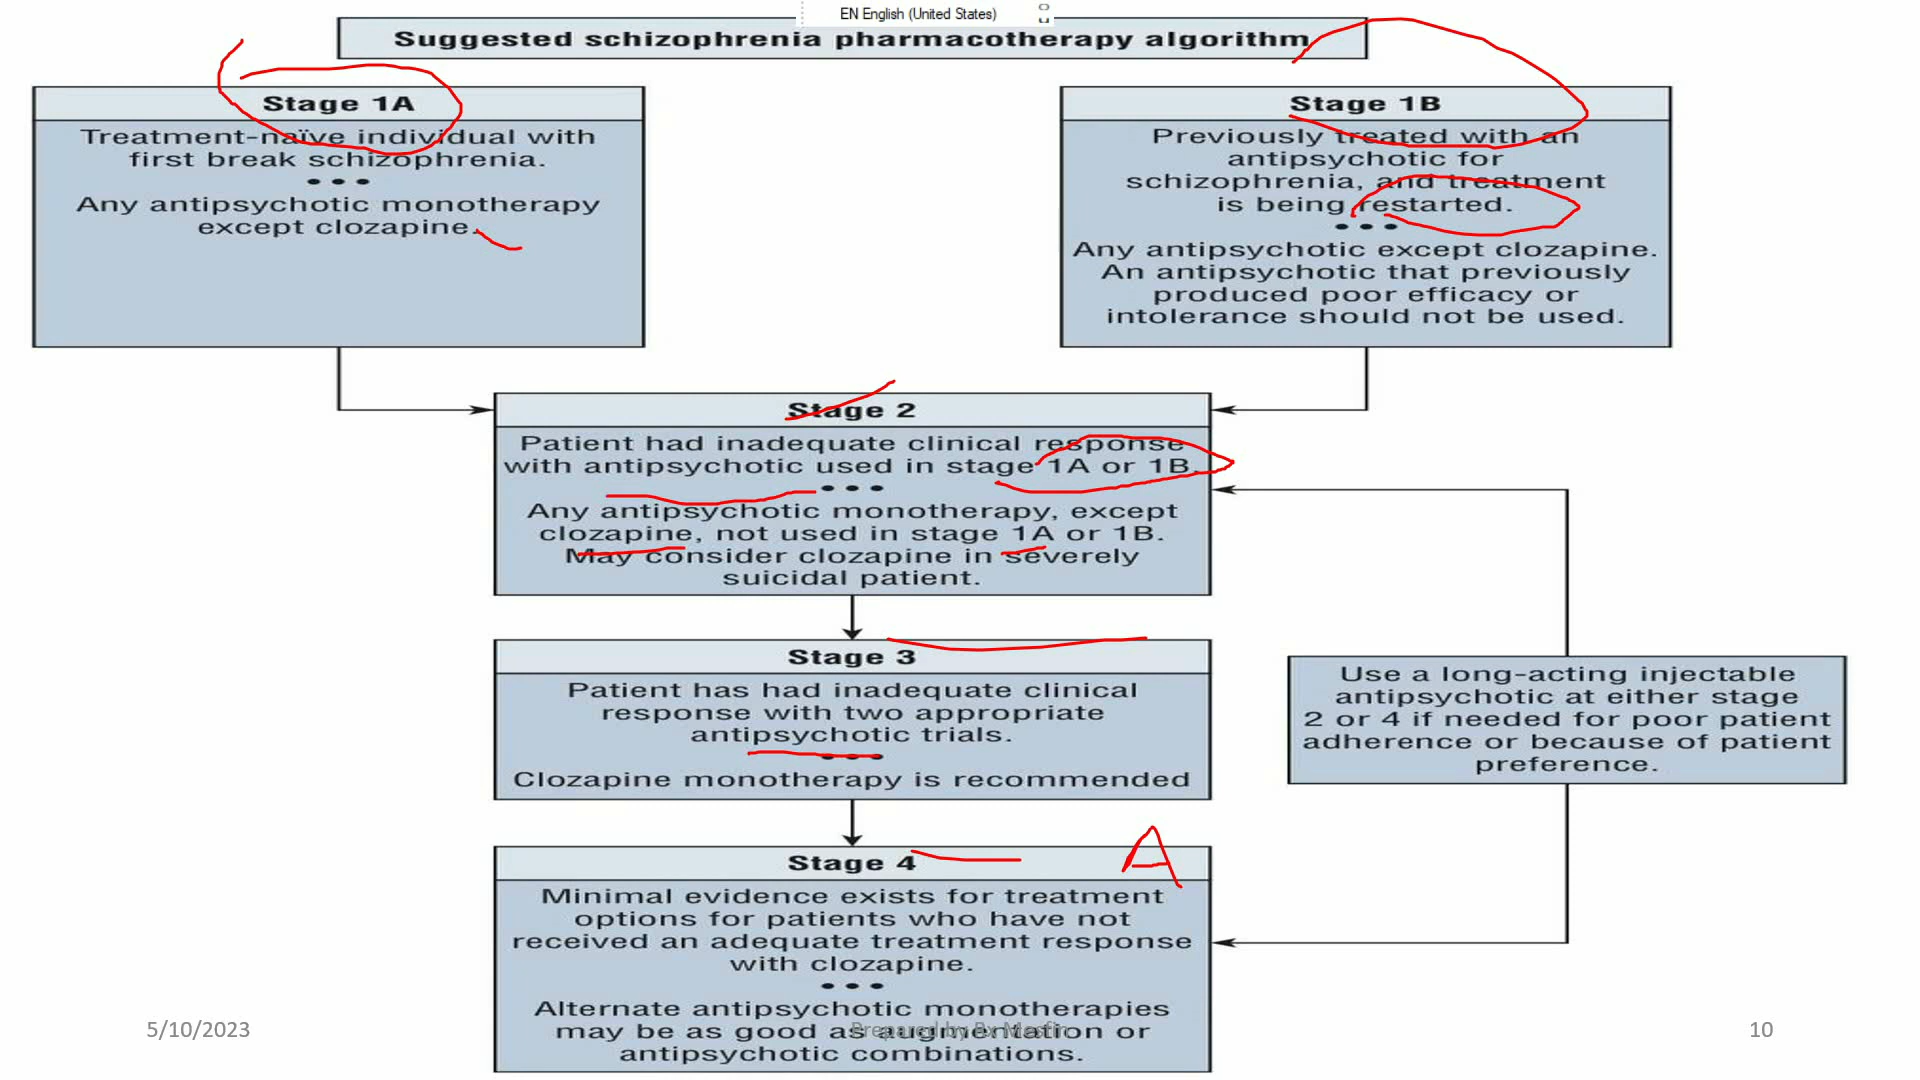 EN English (United States)
Suggested schizophrenia pharmacotherapy algorithm
Stage 1A
Treatment-naïve individual with
first break schizophrenia.
• • •
Any antipsychotic monotherapy
except clozapine.
Stage 1B
Previously treated with an
antipsychotic for
schizophrenia, and treatment
is being restarted.
• • •
Any antipsychotic except clozapine.
An antipsychotic that previously
produced poor efficacy or
intolerance should not be used.
Stage 2
Patient had inadequate clinical response
with antipsychotic used in stage 1A or 1B.
• • •
Any antipsychotic monotherapy, except
clozapine, not used in stage 1A or 1B.
May consider clozapine in severely
suicidal patient.
Stage 3
Patient has had inadequate clinical
response with two appropriate
antipsychotic trials.
• • •
Clozapine monotherapy is recommended
Use a long-acting injectable
antipsychotic at either stage
2 or 4 if needed for poor patient
adherence or because of patient
preference.
Stage 4
A
Minimal evidence exists for treatment
options for patients who have not
received an adequate treatment response
with clozapine.
• • •
Alternate antipsychotic monotherapies
may be as good as augmentation or
antipsychotic combinations.
5/10/2023
Prepared by Rx Mesfin
10